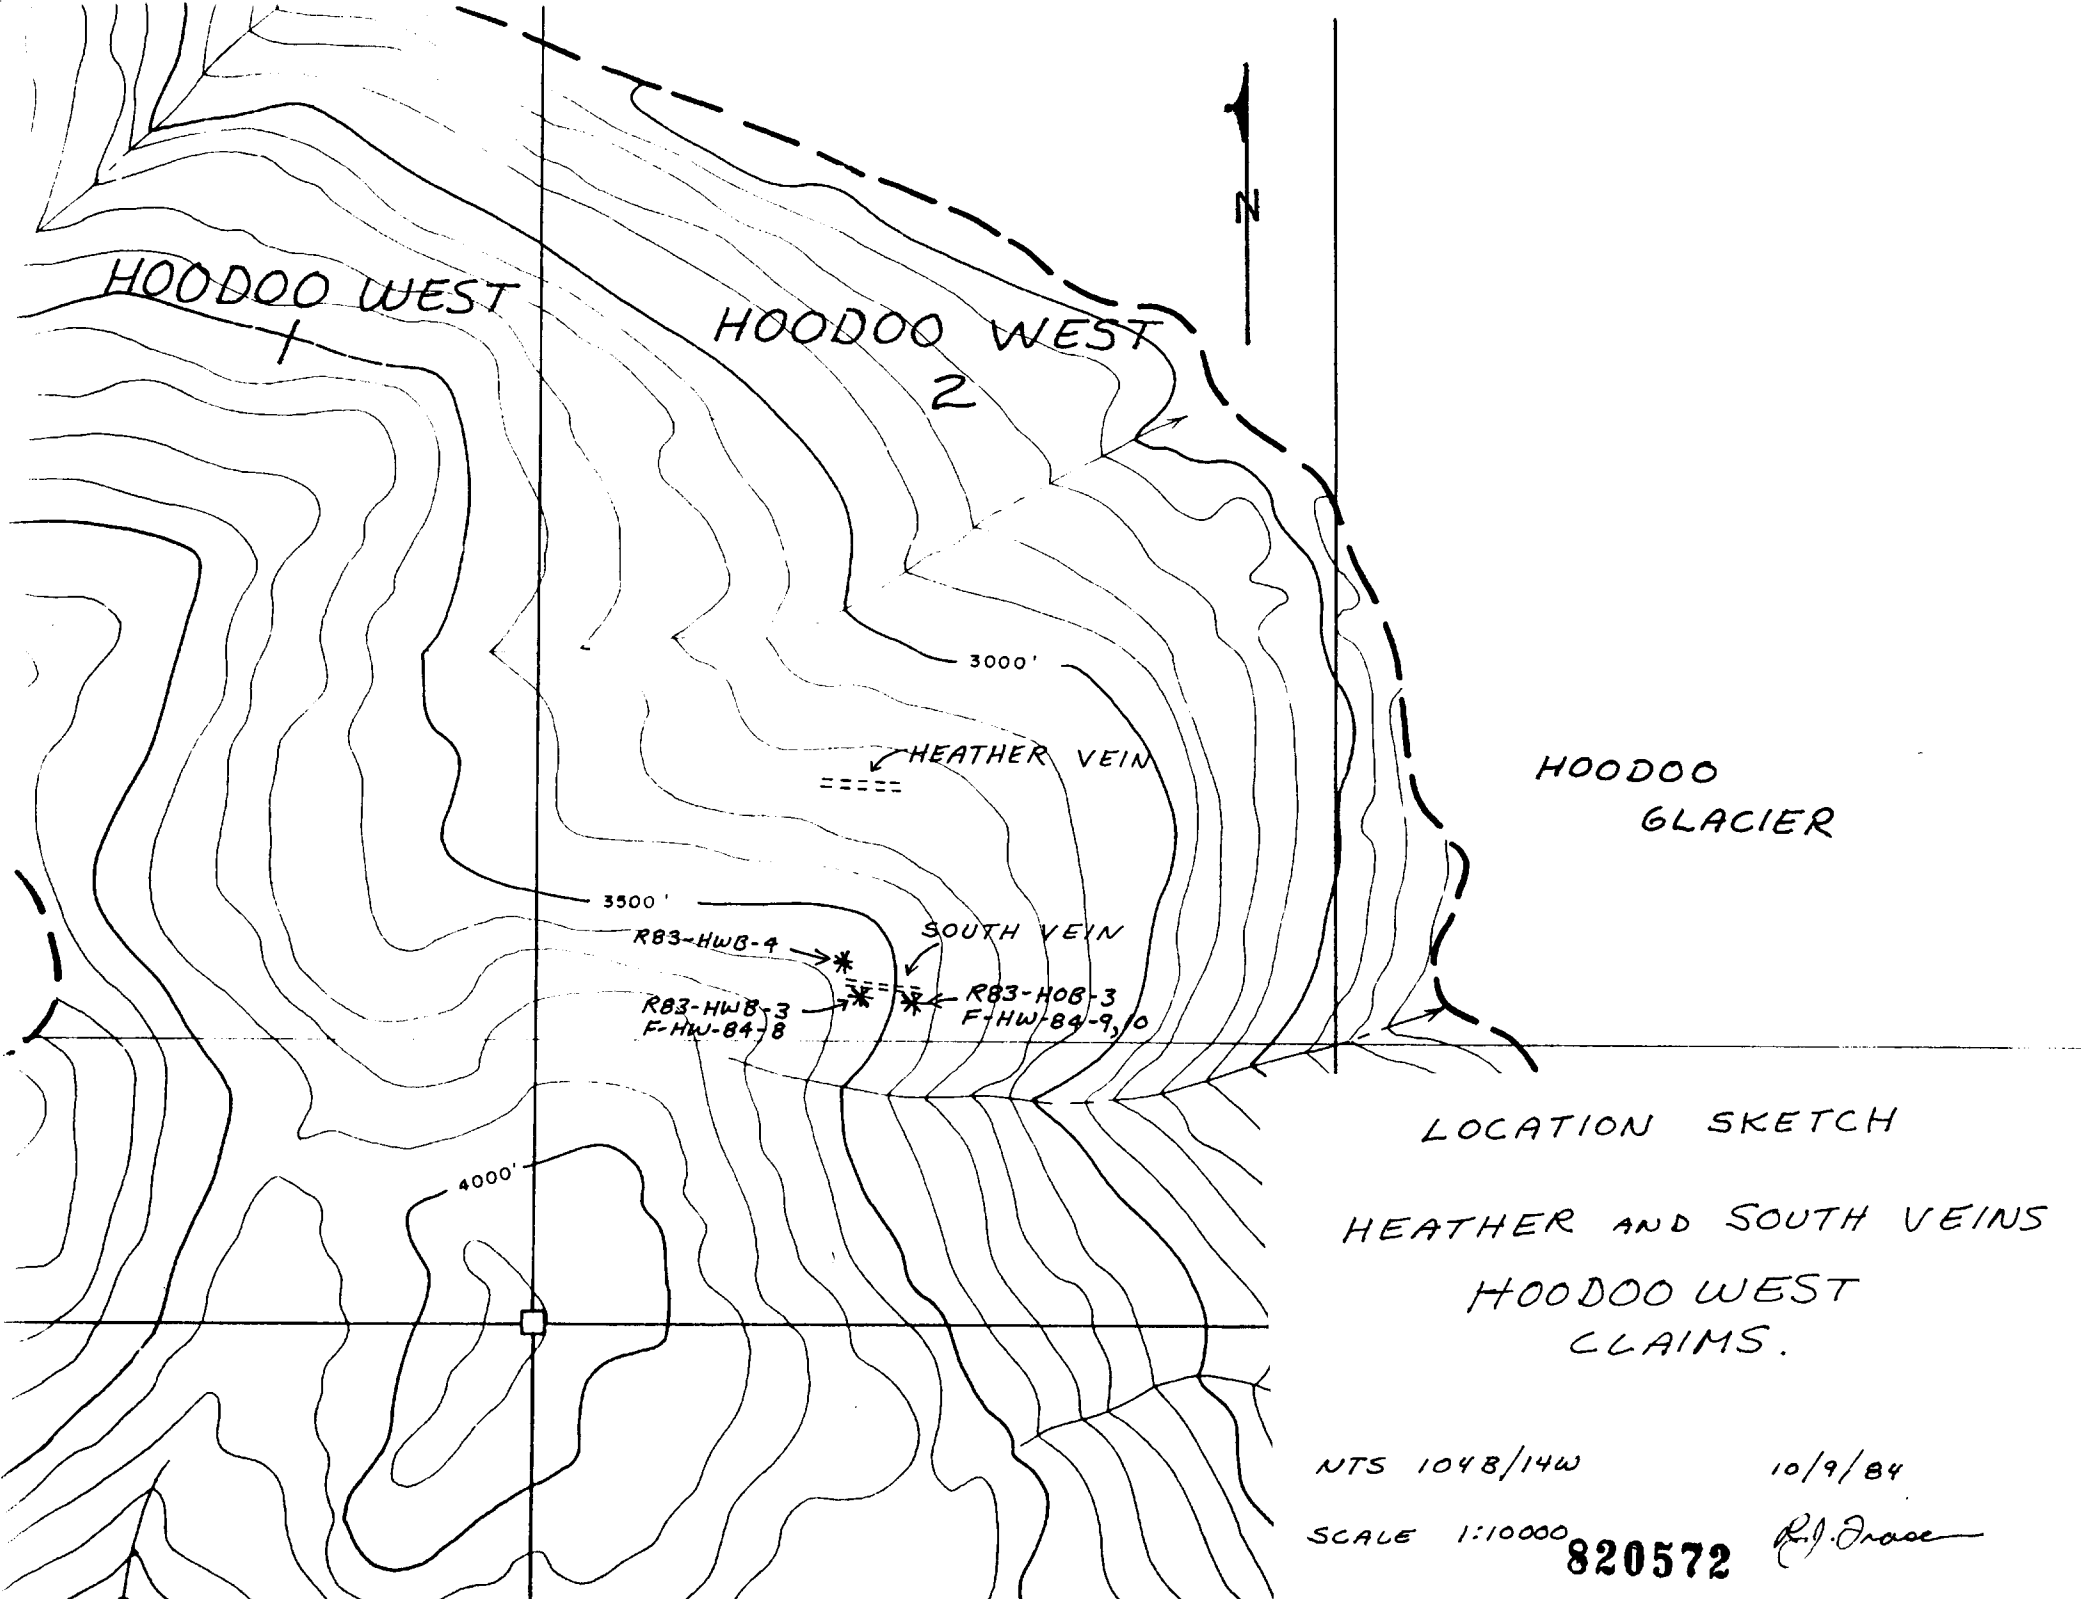 N
HOODOO WEST
1
HOODOO WEST
2
3000'
HEATHER VEIN
HOODOO
GLACIER
3500'
SOUTH VEIN
R83-HWB-4
R83-HWB-3
F-HW-84-8
R83-HOB-3
F-HW-84-9,10
4000'
LOCATION SKETCH
HEATHER AND SOUTH VEINS
HOODOO WEST
CLAIMS.
NTS 104B/14W 10/9/84
SCALE 1:10000
820572